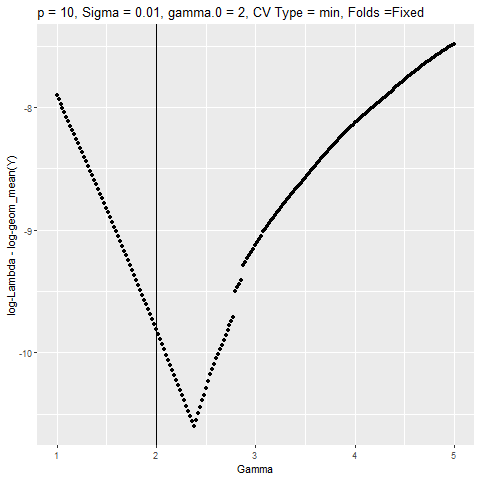 p = 10, Sigma = 0.01, gamma.0 = 2, CV Type = min, Folds =Fixed
log-Lambda - log-geom_mean(Y)
-8
-9
-10
1 2 3 4 5
Gamma